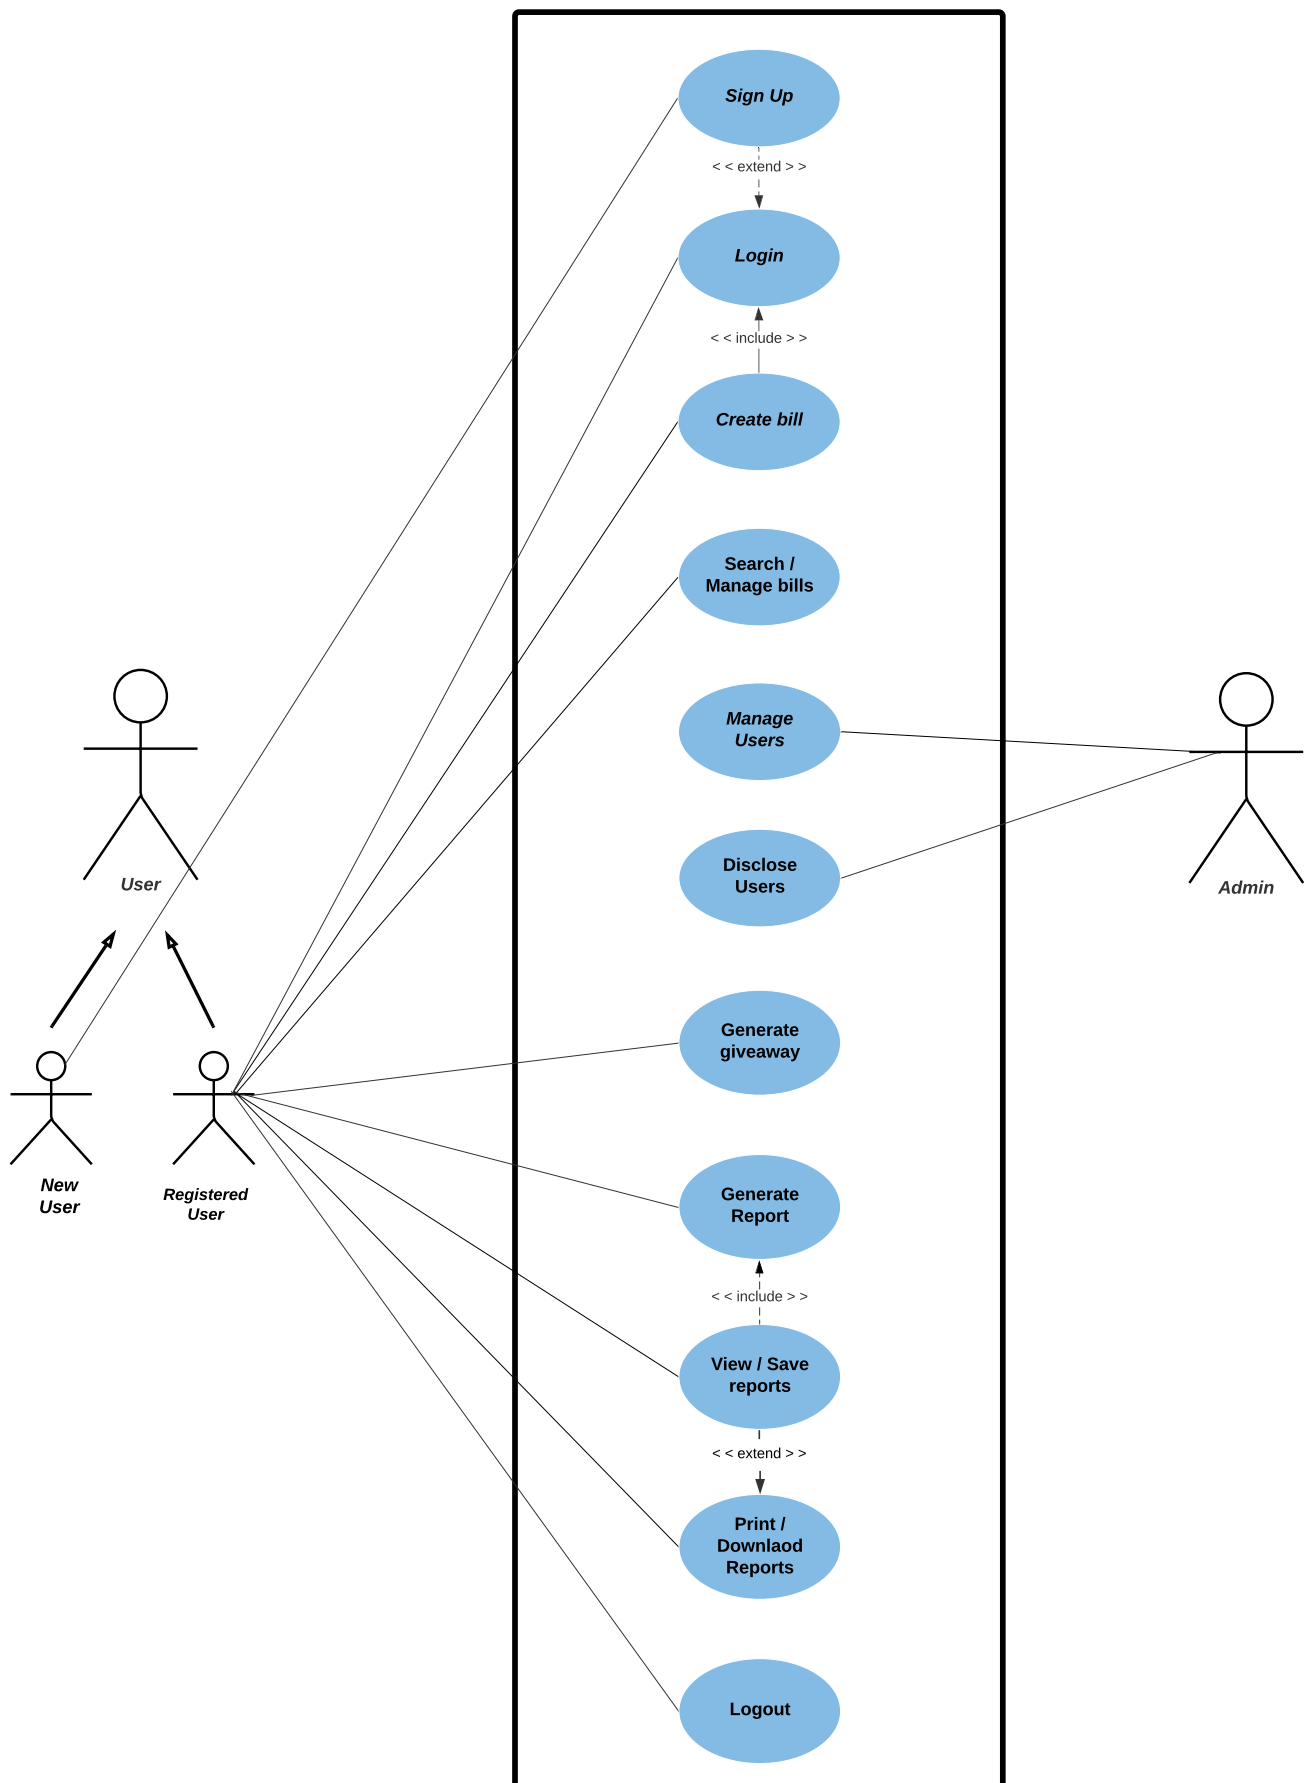 Sign Up
< < extend > >
Login
< < include > >
Create bill
Search /
Manage bills
Manage
Users
Disclose
Users
User
Admin
Generate
giveaway
New
User
Registered
User
Generate
Report
< < include > >
View / Save
reports
< < extend > >
Print /
Downlaod
Reports
Logout